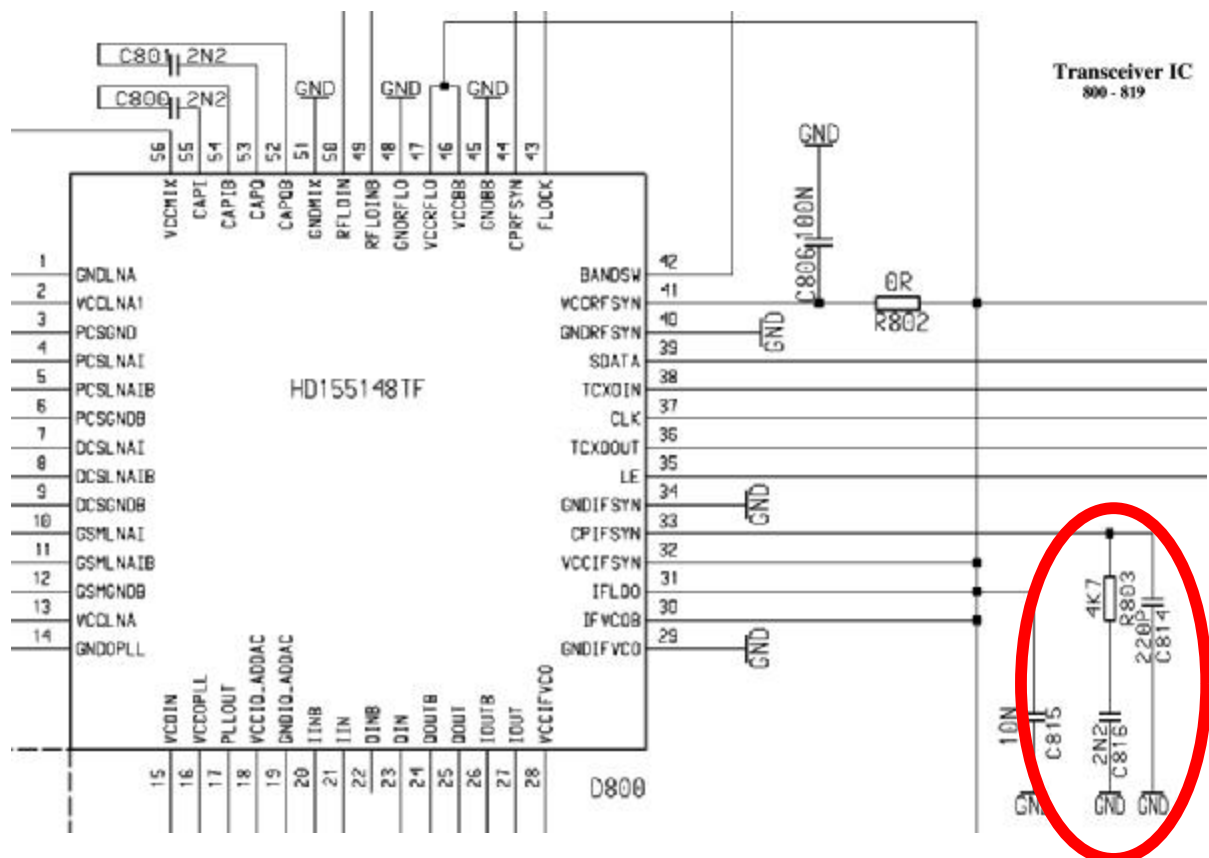 C801 2N2
C800 2N2
GND
GND
GND
Transceiver IC
800 - 819
GND
56 55 54 53 52 51 50 49 48 47 46 45 44 43
VCCMIX CAPI CAPIB CAPQ CAPQB GNDMIX RFLOIN RFLOINB GNDRFLO VCCRFLO VCCBB GNDBB CPRFSYN FLOCK
C806 100N
1 GNDLNA
2 VCCLNA1
3 PCSGND
4 PCSLNAI
5 PCSLNAIB
6 PCSGNDB
7 DCSLNAI
8 DCSLNAIB
9 DCSGNDB
10 GSMLNAI
11 GSMLNAIB
12 GSMGNDB
13 VCCLNA
14 GNDOPLL
HD155148TF
BANDSW 42
VCCRFSYN 41
0R
R802
GNDRFSYN 40
GND
SDATA 39
TCXOIN 38
CLK 37
TCXOOUT 36
LE 35
GNDIFSYN 34
GND
CPIFSYN 33
VCCIFSYN 32
IFLDO 31
IFVCOB 30
GNDIFVCO 29
GND
4K7
R803
220P
C814
10N
C815
2N2
C816
GND GND GND
VCOIN VCCOPLL PLLOUT VCCIQ_ADDAC GNDIQ_ADDAC IINB IIN QINB QIN QOUTB QOUT IOUTB IOUT VCCIFVCO
15 16 17 18 19 20 21 22 23 24 25 26 27 28
D800